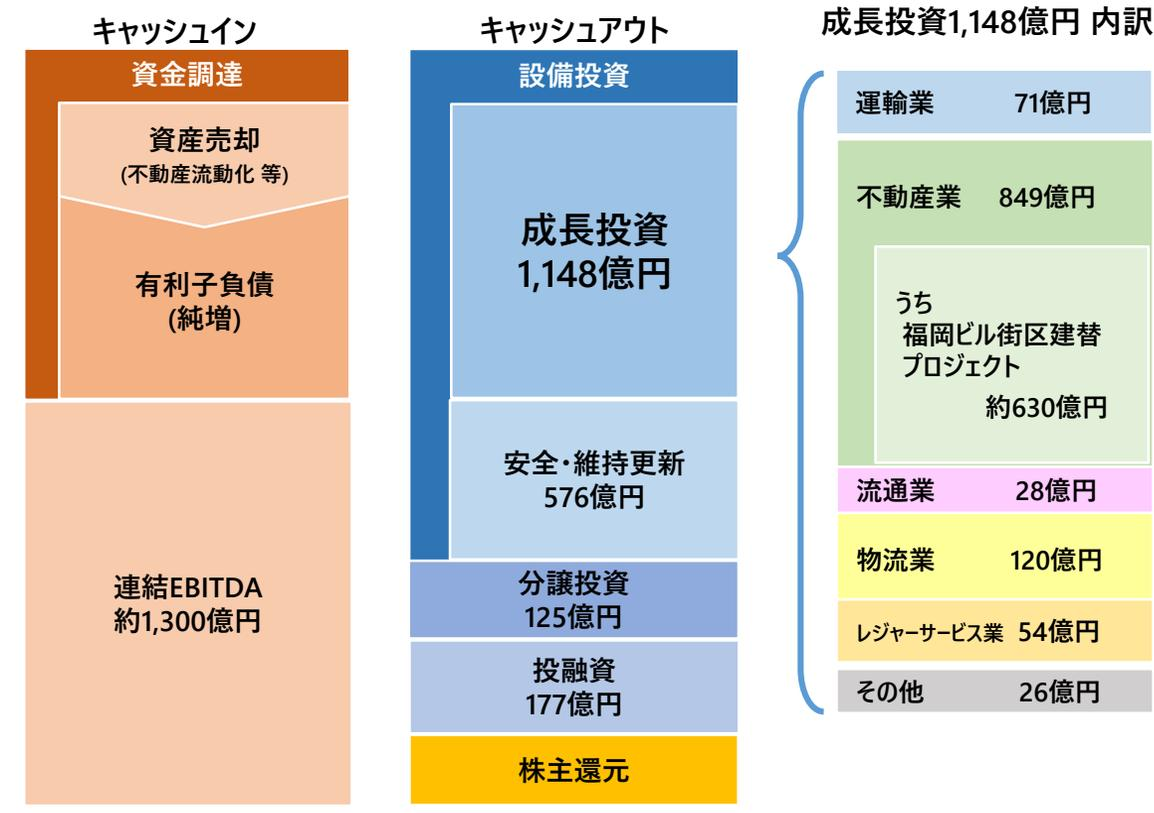 キャッシュイン
資金調達
資産売却
(不動産流動化 等)
有利子負債
(純増)
連結EBITDA
約1,300億円
キャッシュアウト
設備投資
成長投資
1,148億円
安全・維持更新
576億円
分譲投資
125億円
投融資
177億円
株主還元
成長投資1,148億円 内訳
運輸業 71億円
不動産業 849億円
うち
福岡ビル街区建替
プロジェクト
約630億円
流通業 28億円
物流業 120億円
レジャーサービス業 54億円
その他 26億円